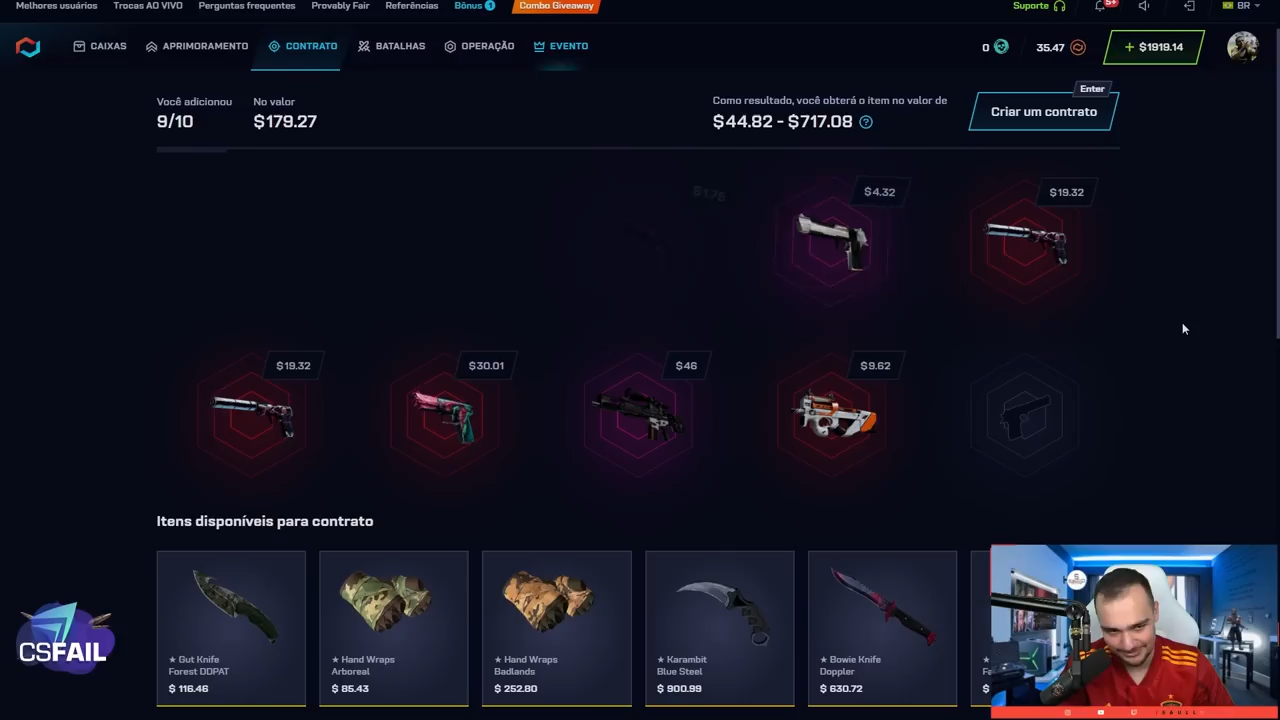 Melhores usuários
Trocas AO VIVO
Perguntas frequentes
Provably Fair
Referências
Bônus 1
Combo Giveaway
Suporte
5+
BR
CAIXAS
APRIMORAMENTO
CONTRATO
BATALHAS
OPERAÇÃO
EVENTO
0
35.47
+ $1919.14
Você adicionou
9/10
No valor
$179.27
Como resultado, você obterá o item no valor de
$44.82 - $717.08 ?
Enter
Criar um contrato
$1.75
$4.32
$19.32
$19.32
$30.01
$46
$9.62
Itens disponíveis para contrato
★ Gut Knife
Forest DDPAT
$ 116.46
★ Hand Wraps
Arboreal
$ 85.43
★ Hand Wraps
Badlands
$ 252.80
★ Karambit
Blue Steel
$ 900.99
★ Bowie Knife
Doppler
$ 630.72
CSFAIL